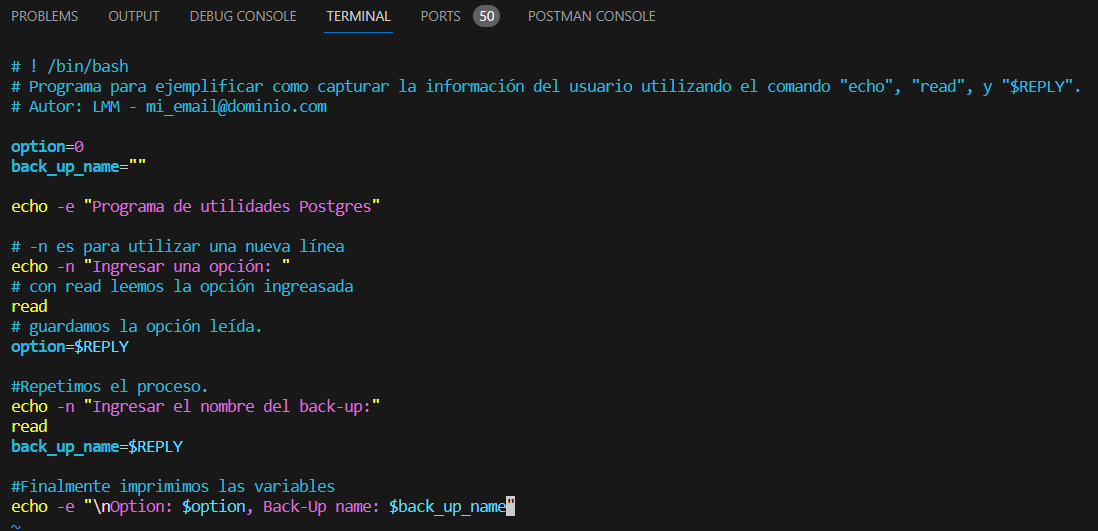 PROBLEMS OUTPUT DEBUG CONSOLE TERMINAL PORTS 50 POSTMAN CONSOLE
# ! /bin/bash
# Programa para ejemplificar como capturar la información del usuario utilizando el comando "echo", "read", y "$REPLY".
# Autor: LMM - mi_email@dominio.com
option=0
back_up_name=""
echo -e "Programa de utilidades Postgres"
# -n es para utilizar una nueva línea
echo -n "Ingresar una opción: "
# con read leemos la opción ingreasada
read
# guardamos la opción leída.
option=$REPLY
#Repetimos el proceso.
echo -n "Ingresar el nombre del back-up:"
read
back_up_name=$REPLY
#Finalmente imprimimos las variables
echo -e "\nOption: $option, Back-Up name: $back_up_name"
~